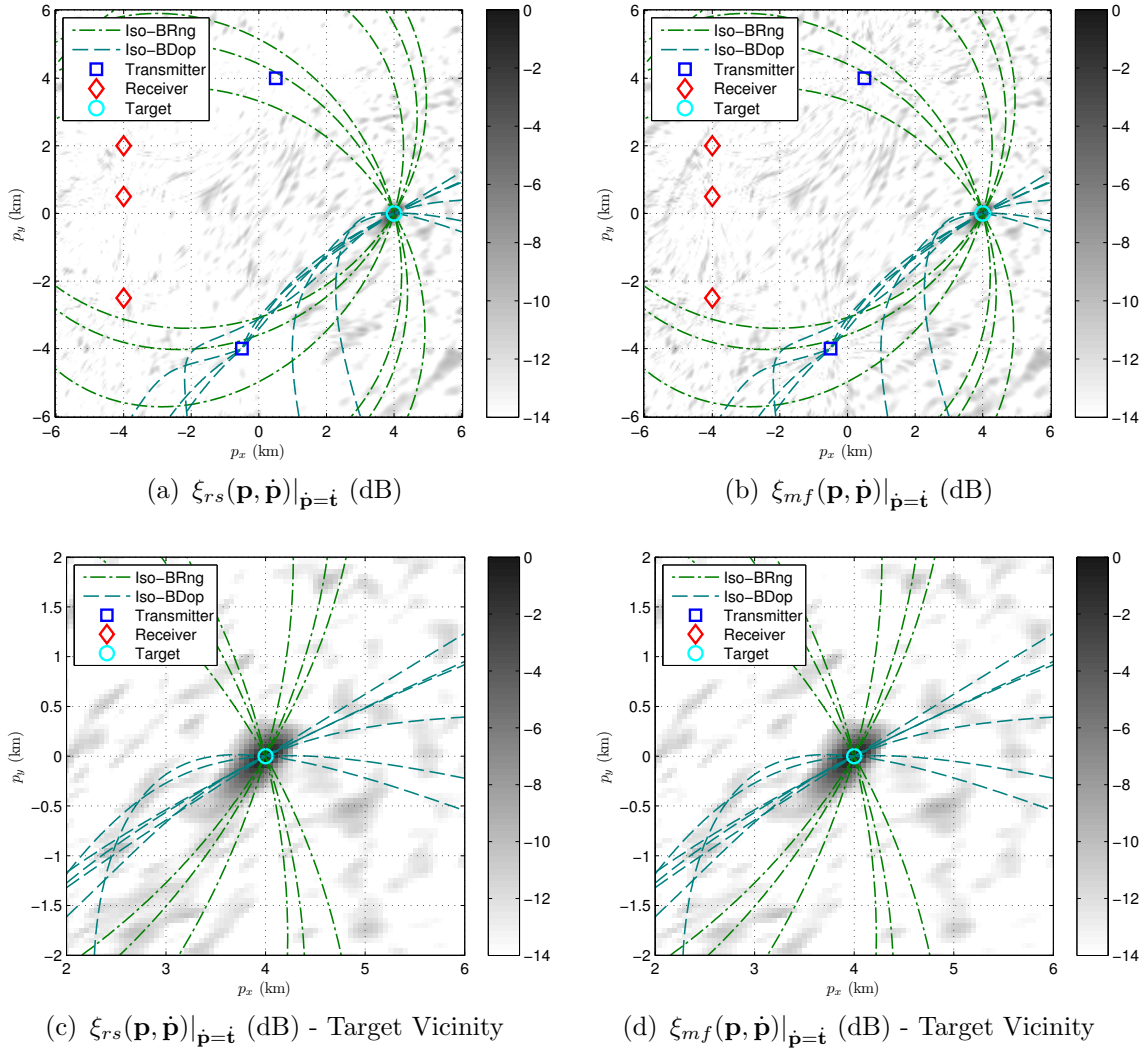 6
4
2
0
−2
−4
−6
−6 −4 −2 0 2 4 6
p_y (km)
p_x (km)
Iso−BRng
Iso−BDop
Transmitter
Receiver
Target
0
−2
−4
−6
−8
−10
−12
−14
(a) ξ_rs(p, ṗ)|_ṗ=ṫ (dB)
6
4
2
0
−2
−4
−6
−6 −4 −2 0 2 4 6
p_y (km)
p_x (km)
Iso−BRng
Iso−BDop
Transmitter
Receiver
Target
0
−2
−4
−6
−8
−10
−12
−14
(b) ξ_mf(p, ṗ)|_ṗ=ṫ (dB)
2
1.5
1
0.5
0
−0.5
−1
−1.5
−2
2 3 4 5 6
p_y (km)
p_x (km)
Iso−BRng
Iso−BDop
Transmitter
Receiver
Target
0
−2
−4
−6
−8
−10
−12
−14
(c) ξ_rs(p, ṗ)|_ṗ=ṫ (dB) - Target Vicinity
2
1.5
1
0.5
0
−0.5
−1
−1.5
−2
2 3 4 5 6
p_y (km)
p_x (km)
Iso−BRng
Iso−BDop
Transmitter
Receiver
Target
0
−2
−4
−6
−8
−10
−12
−14
(d) ξ_mf(p, ṗ)|_ṗ=ṫ (dB) - Target Vicinity